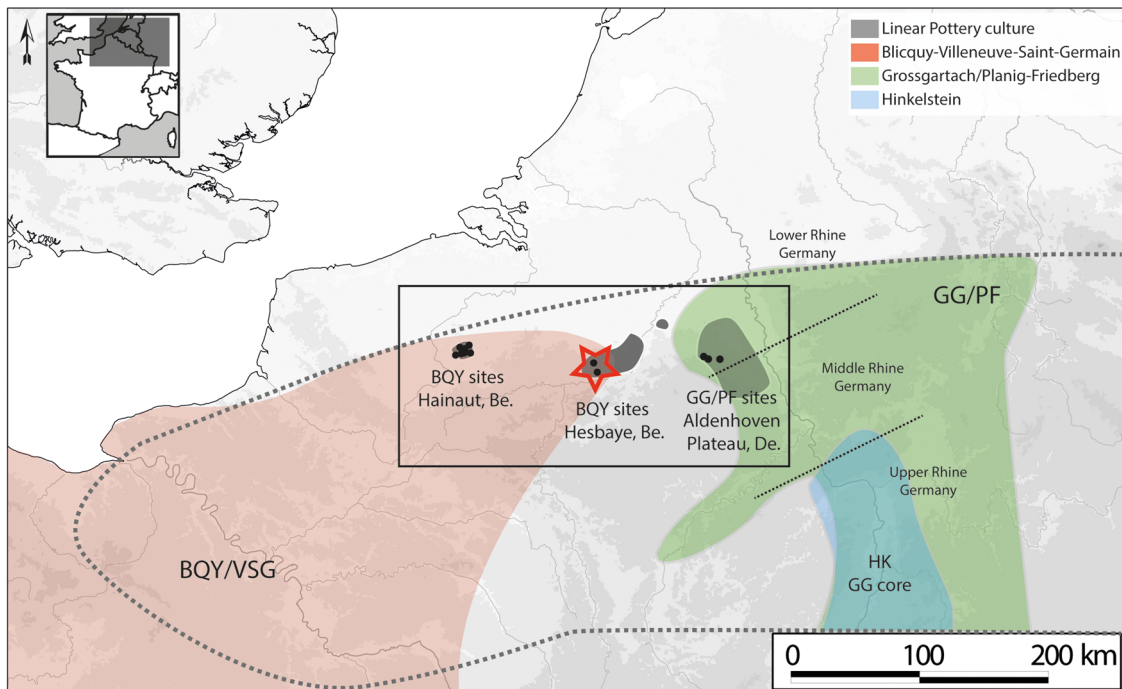 Linear Pottery culture
Blicquy-Villeneuve-Saint-Germain
Grossgartach/Planig-Friedberg
Hinkelstein
Lower Rhine
Germany
GG/PF
Middle Rhine
Germany
BQY sites
Hainaut, Be.
BQY sites
Hesbaye, Be.
GG/PF sites
Aldenhoven
Plateau, De.
Upper Rhine
Germany
HK
GG core
BQY/VSG
0 100 200 km